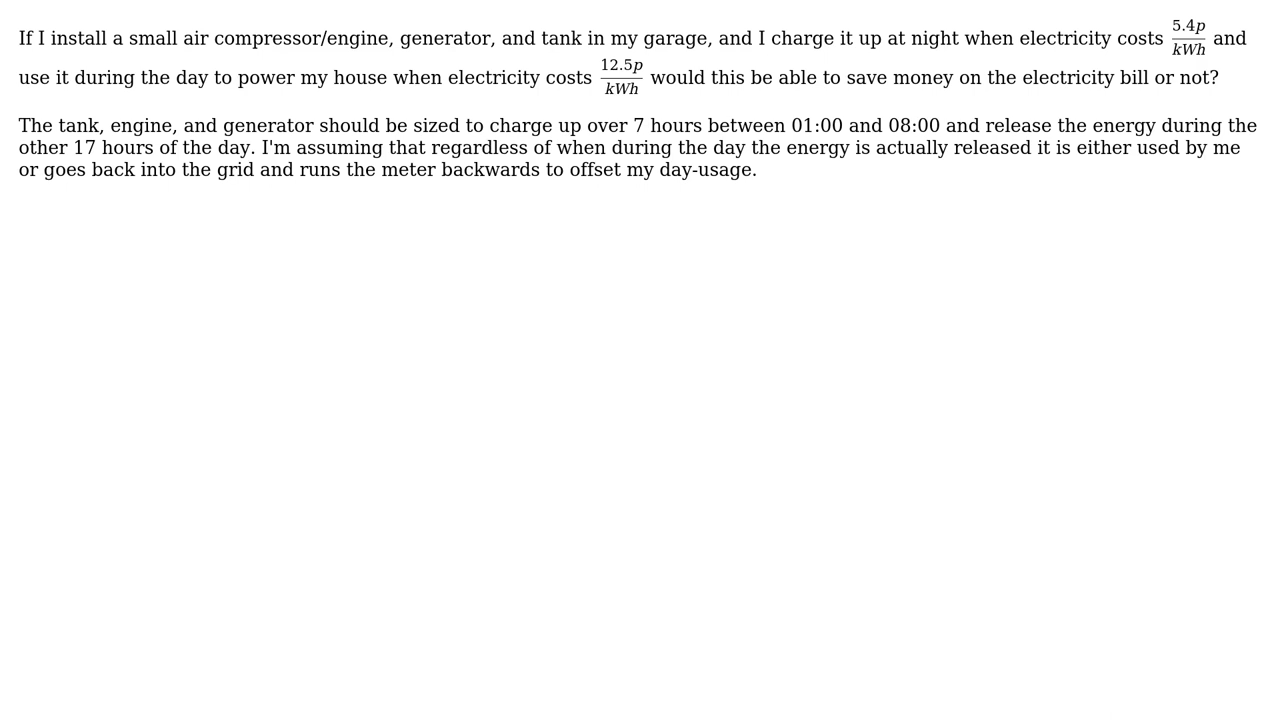 If I install a small air compressor/engine, generator, and tank in my garage, and I charge it up at night when electricity costs $\frac{5.4p}{kWh}$ and
use it during the day to power my house when electricity costs $\frac{12.5p}{kWh}$ would this be able to save money on the electricity bill or not?
The tank, engine, and generator should be sized to charge up over 7 hours between 01:00 and 08:00 and release the energy during the
other 17 hours of the day. I'm assuming that regardless of when during the day the energy is actually released it is either used by me
or goes back into the grid and runs the meter backwards to offset my day-usage.